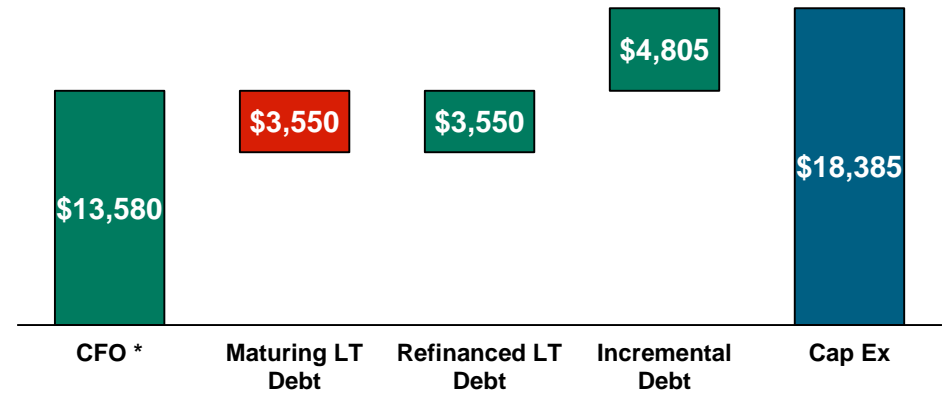 $4,805
$3,550
$3,550
$18,385
$13,580
CFO *
Maturing LT
Debt
Refinanced LT
Debt
Incremental
Debt
Cap Ex